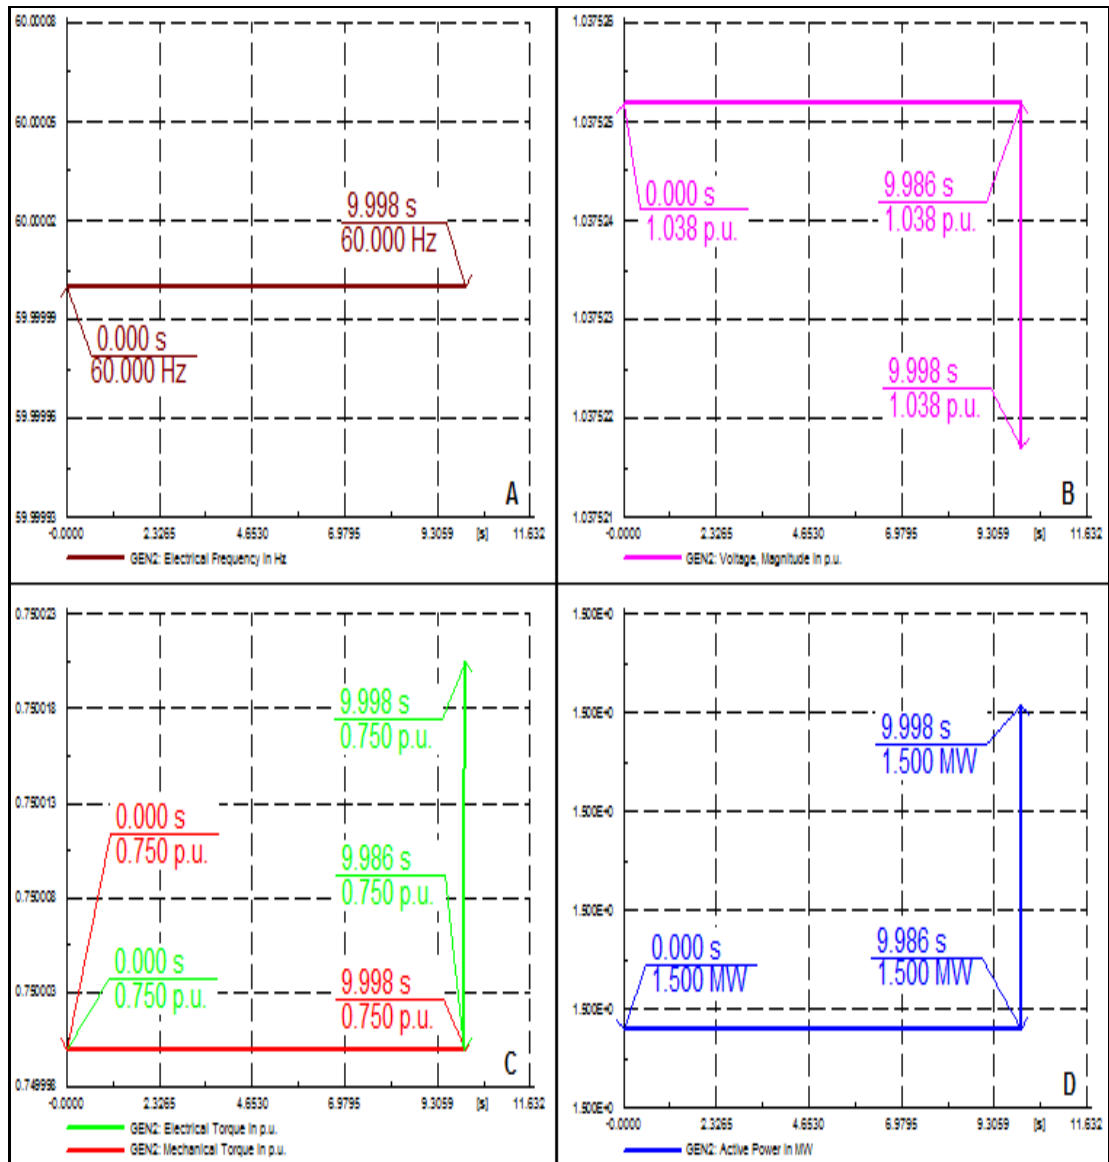 60.00008
60.00005
60.00002
59.99999
59.99996
59.99993
9.998 s
60.000 Hz
0.000 s
60.000 Hz
A
-0.0000 2.3265 4.6530 6.9795 9.3059 [s] 11.632
GEN2: Electrical Frequency in Hz
1.037526
1.037525
1.037524
1.037523
1.037522
1.037521
0.000 s
1.038 p.u.
9.986 s
1.038 p.u.
9.998 s
1.038 p.u.
B
-0.0000 2.3265 4.6530 6.9795 9.3059 [s] 11.632
GEN2: Voltage, Magnitude in p.u.
0.750023
0.750018
0.750013
0.750008
0.750003
0.749998
9.998 s
0.750 p.u.
0.000 s
0.750 p.u.
9.986 s
0.750 p.u.
0.000 s
0.750 p.u.
9.998 s
0.750 p.u.
C
-0.0000 2.3265 4.6530 6.9795 9.3059 [s] 11.632
GEN2: Electrical Torque in p.u.
GEN2: Mechanical Torque in p.u.
1.500E+0
1.500E+0
1.500E+0
1.500E+0
1.500E+0
1.500E+0
9.998 s
1.500 MW
0.000 s
1.500 MW
9.986 s
1.500 MW
D
-0.0000 2.3265 4.6530 6.9795 9.3059 [s] 11.632
GEN2: Active Power in MW